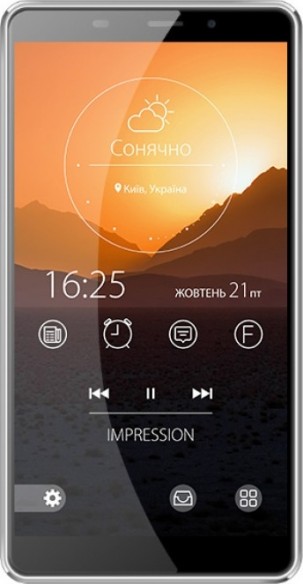 Сонячно
Київ, Україна
16:25 ЖОВТЕНЬ 21 ПТ
F
IMPRESSION